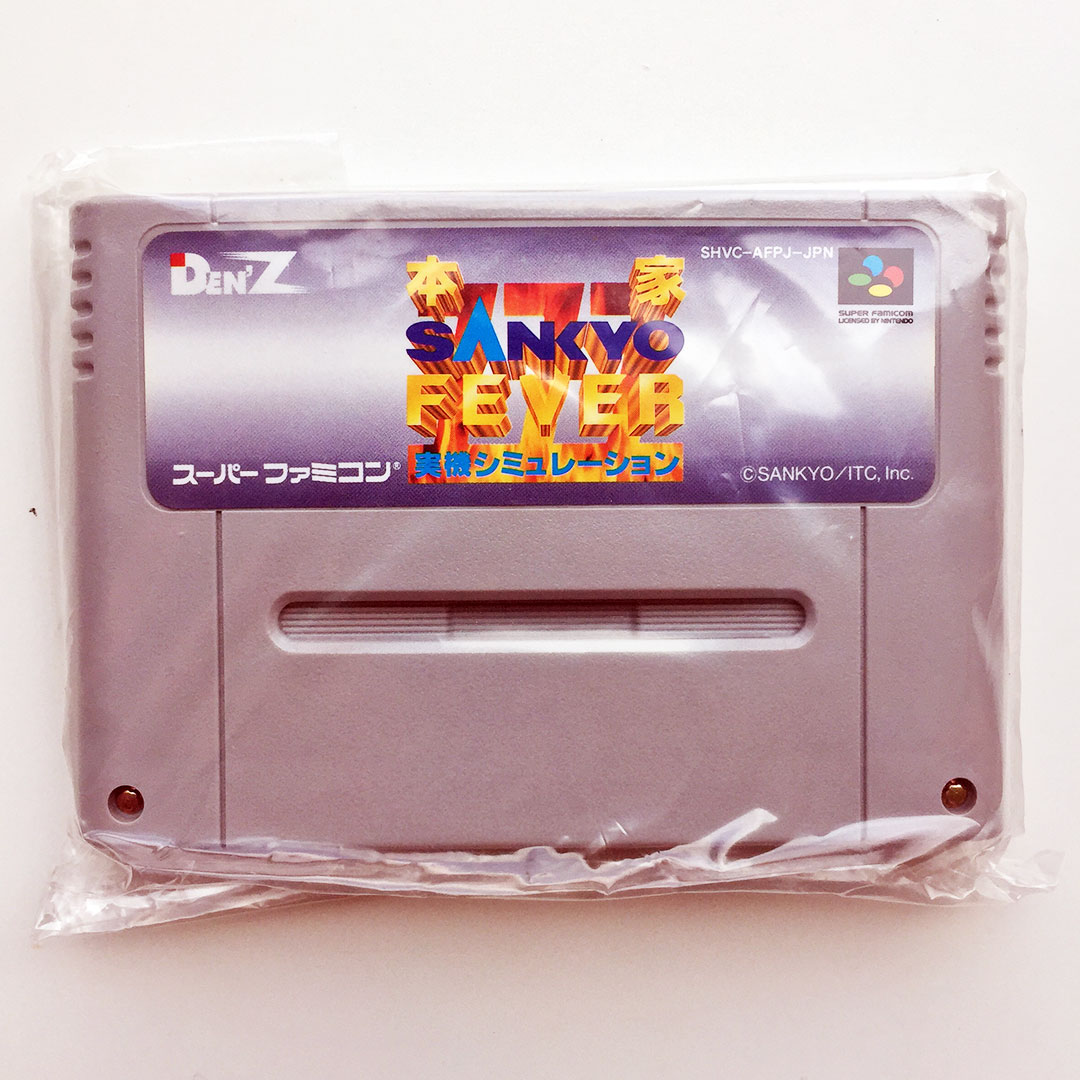 DEN'Z
本家
SANKYO
FEVER
実機シミュレーション
SHVC-AFPJ-JPN
SUPER FAMICOM
LICENSED BY NINTENDO
スーパーファミコン®
©SANKYO/ITC, Inc.